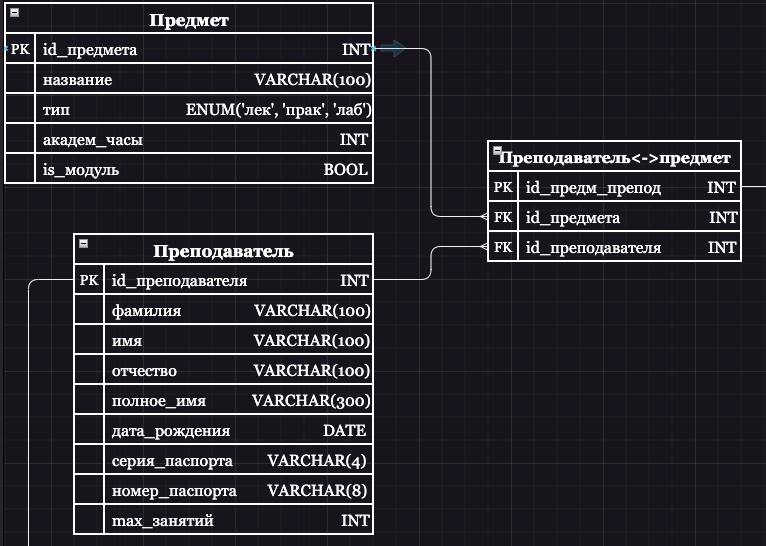 Предмет
PK id_предмета INT
название VARCHAR(100)
тип ENUM('лек', 'прак', 'лаб')
академ_часы INT
is_модуль BOOL
Преподаватель<->предмет
PK id_предм_препод INT
FK id_предмета INT
FK id_преподавателя INT
Преподаватель
PK id_преподавателя INT
фамилия VARCHAR(100)
имя VARCHAR(100)
отчество VARCHAR(100)
полное_имя VARCHAR(300)
дата_рождения DATE
серия_паспорта VARCHAR(4)
номер_паспорта VARCHAR(8)
max_занятий INT